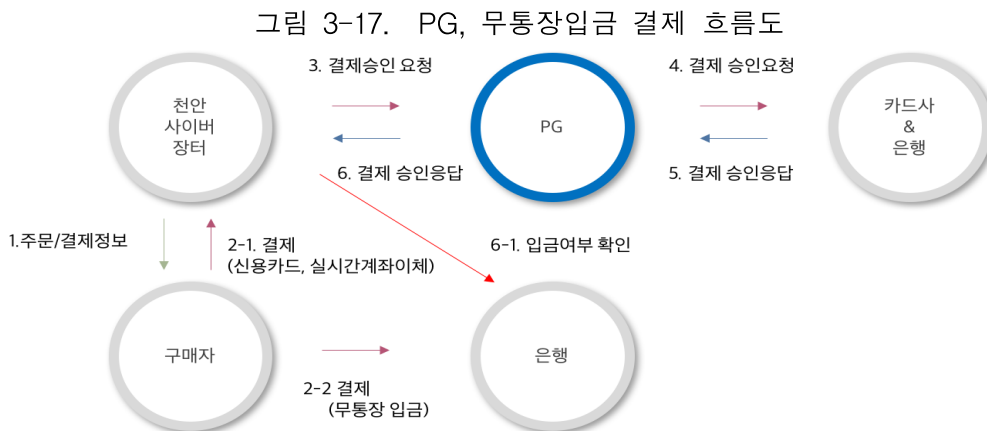 그림 3-17. PG, 무통장입금 결제 흐름도
3. 결제승인 요청
4. 결제 승인요청
천안
사이버
장터
PG
카드사
&
은행
6. 결제 승인응답
5. 결제 승인응답
1.주문/결제정보
2-1. 결제
(신용카드, 실시간계좌이체)
6-1. 입금여부 확인
구매자
은행
2-2 결제
(무통장 입금)